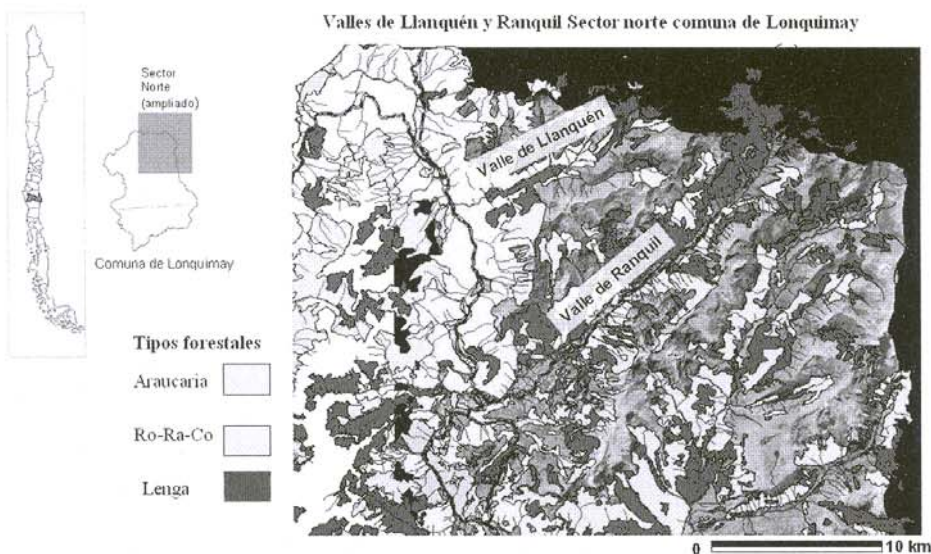 Valles de Llanquén y Ranquil Sector norte comuna de Lonquimay
Sector
Norte
(ampliado)
Valle de Llanquén
Valle de Ranquil
Comuna de Lonquimay
Tipos forestales
Araucaria
Ro-Ra-Co
Lenga
0
10 km